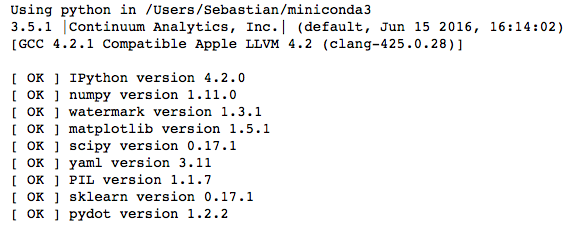 Using python in /Users/Sebastian/miniconda3
3.5.1 |Continuum Analytics, Inc.| (default, Jun 15 2016, 16:14:02)
[GCC 4.2.1 Compatible Apple LLVM 4.2 (clang-425.0.28)]
[ OK ] IPython version 4.2.0
[ OK ] numpy version 1.11.0
[ OK ] watermark version 1.3.1
[ OK ] matplotlib version 1.5.1
[ OK ] scipy version 0.17.1
[ OK ] yaml version 3.11
[ OK ] PIL version 1.1.7
[ OK ] sklearn version 0.17.1
[ OK ] pydot version 1.2.2